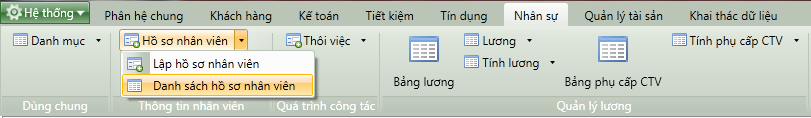 Hệ thống Phân hệ chung Khách hàng Kế toán Tiết kiệm Tín dụng Nhân sự Quản lý tài sản Khai thác dữ liệu
Danh mục Hồ sơ nhân viên Thôi việc Lương Tính phụ cấp CTV
Lập hồ sơ nhân viên Tính lương
Danh sách hồ sơ nhân viên Bảng lương Bảng phụ cấp CTV
Dùng chung Thông tin nhân viên Quá trình công tác Quản lý lương